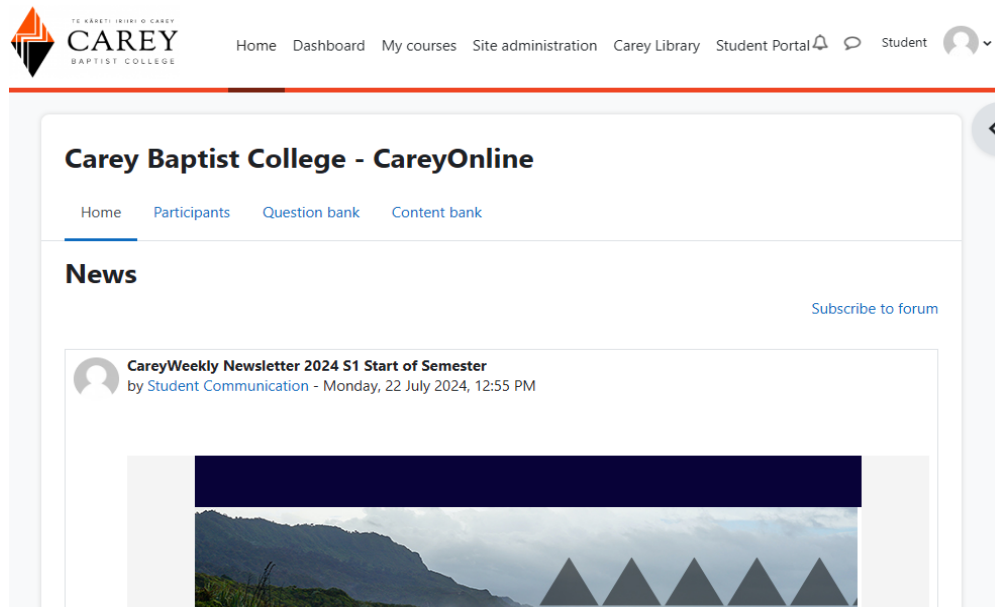 TE KĀRETI IRIIRI O CAREY
CAREY
BAPTIST COLLEGE
Home Dashboard My courses Site administration Carey Library Student Portal Student
Carey Baptist College - CareyOnline
Home Participants Question bank Content bank
News
Subscribe to forum
CareyWeekly Newsletter 2024 S1 Start of Semester
by Student Communication - Monday, 22 July 2024, 12:55 PM